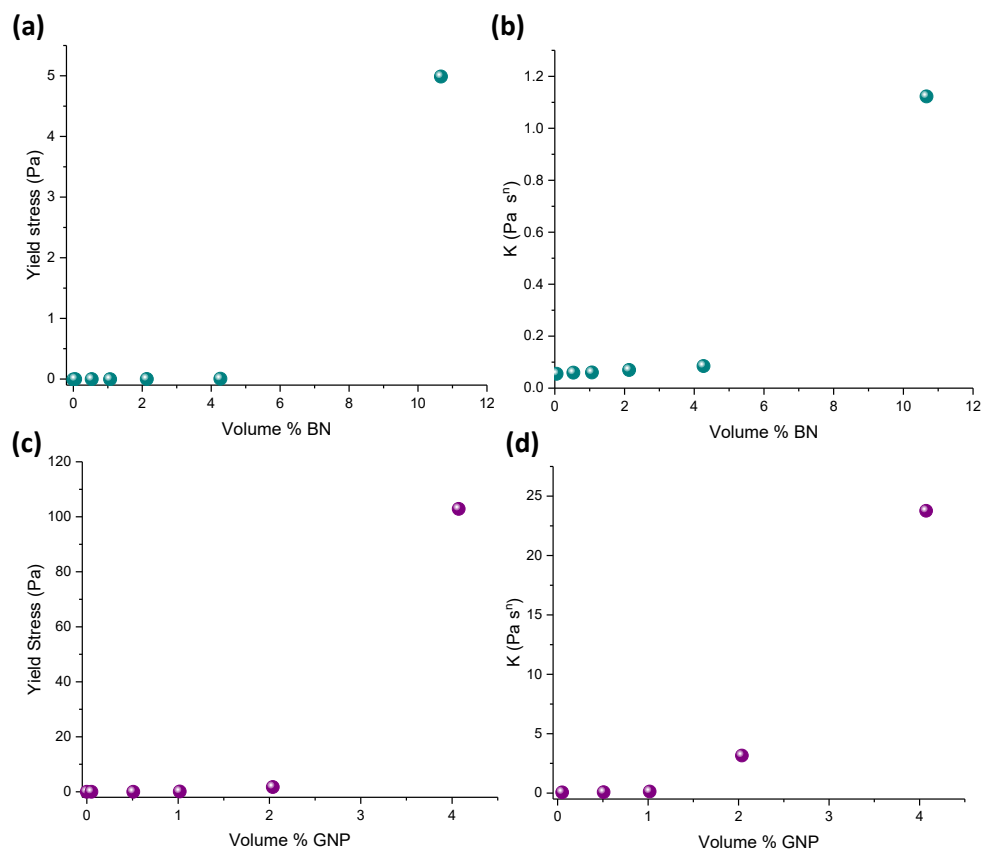 (a)
5
4
3
2
1
0
Yield stress (Pa)
0 2 4 6 8 10 12
Volume % BN
(b)
1.2
1.0
0.8
0.6
0.4
0.2
0.0
K (Pa sⁿ)
0 2 4 6 8 10 12
Volume % BN
(c)
120
100
80
60
40
20
0
Yield Stress (Pa)
0 1 2 3 4
Volume % GNP
(d)
25
20
15
10
5
0
K (Pa sⁿ)
0 1 2 3 4
Volume % GNP